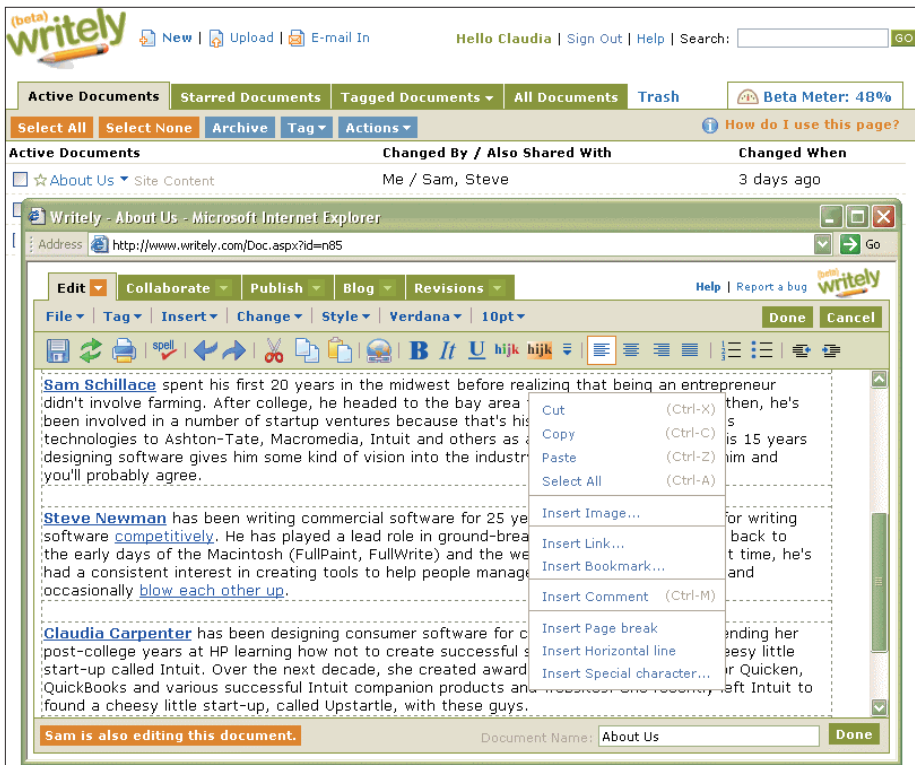 (beta)
writely
New | Upload | E-mail In
Hello Claudia | Sign Out | Help | Search:
GO
Active Documents Starred Documents Tagged Documents All Documents Trash
Beta Meter: 48%
Select All Select None Archive Tag Actions
How do I use this page?
Active Documents Changed By / Also Shared With Changed When
About Us Site Content Me / Sam, Steve 3 days ago
Writely - About Us - Microsoft Internet Explorer
Address http://www.writely.com/Doc.aspx?id=n85 Go
Edit Collaborate Publish Blog Revisions
Help | Report a bug
(beta) writely
File | Tag | Insert | Change | Style | Verdana | 10pt
Done Cancel
spell B It U hijk hijk
Sam Schillace spent his first 20 years in the midwest before realizing that being an entrepreneur
didn't involve farming. After college, he headed to the bay area then, he's
been involved in a number of startup ventures because that's his
technologies to Ashton-Tate, Macromedia, Intuit and others as 15 years
designing software gives him some kind of vision into the industry him and
you'll probably agree.
Steve Newman has been writing commercial software for 25 for writing
software competitively. He has played a lead role in back to
the early days of the Macintosh (FullPaint, FullWrite) and the time, he's
had a consistent interest in creating tools to help people and
occasionally blow each other up.
Claudia Carpenter has been designing consumer software for her
post-college years at HP learning how not to create successful little
start-up called Intuit. Over the next decade, she created award Quicken,
QuickBooks and various successful Intuit companion products and left Intuit to
found a cheesy little start-up, called Upstartle, with these guys.
Cut (Ctrl-X)
Copy (Ctrl-C)
Paste (Ctrl-Z)
Select All (Ctrl-A)
Insert Image...
Insert Link...
Insert Bookmark...
Insert Comment (Ctrl-M)
Insert Page break
Insert Horizontal line
Insert Special character...
Sam is also editing this document.
Document Name: About Us
Done